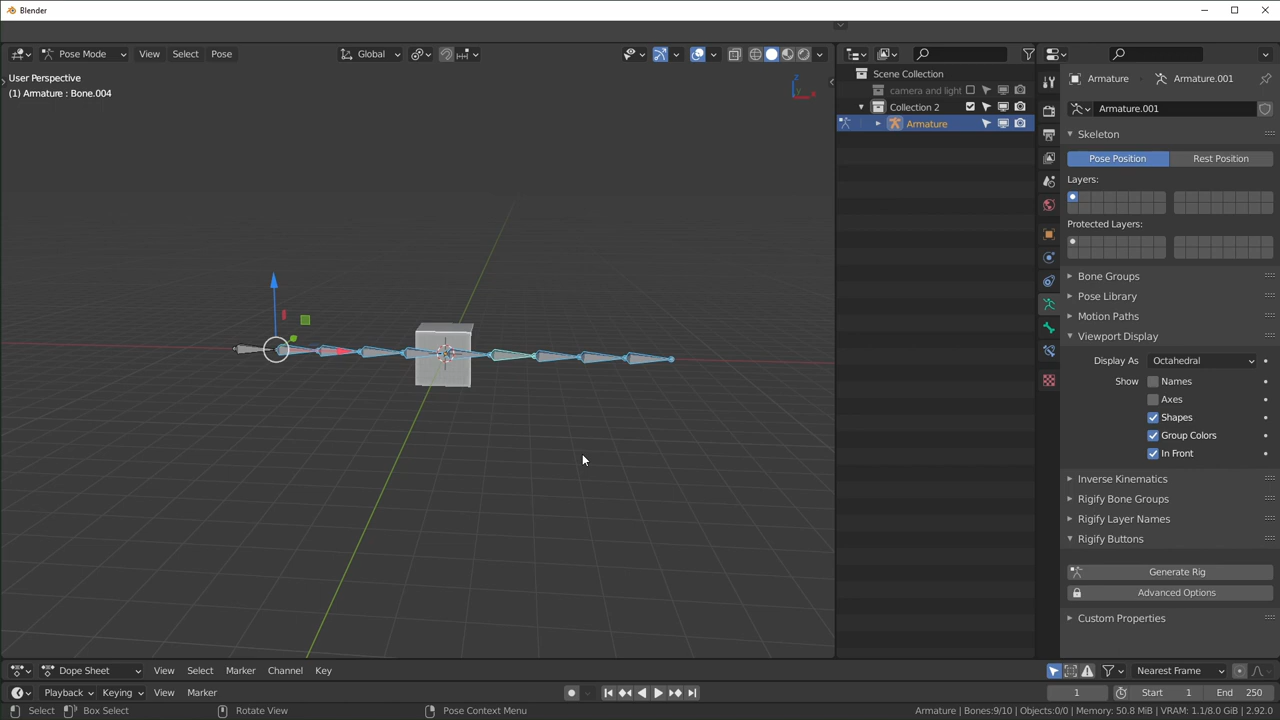 Blender
Pose Mode View Select Pose Global
User Perspective
(1) Armature : Bone.004
Z
X
Scene Collection
camera and light
Collection 2
Armature
Armature Armature.001
Armature.001
Skeleton
Pose Position Rest Position
Layers:
Protected Layers:
Bone Groups
Pose Library
Motion Paths
Viewport Display
Display As Octahedral
Show Names
Axes
Shapes
Group Colors
In Front
Inverse Kinematics
Rigify Bone Groups
Rigify Layer Names
Rigify Buttons
Generate Rig
Advanced Options
Custom Properties
Dope Sheet View Select Marker Channel Key Nearest Frame
Playback Keying View Marker 1 Start 1 End 250
Select Box Select Rotate View Pose Context Menu Armature | Bones:9/10 | Objects:0/0 | Memory: 50.8 MiB | VRAM: 1.1/8.0 GiB | 2.92.0